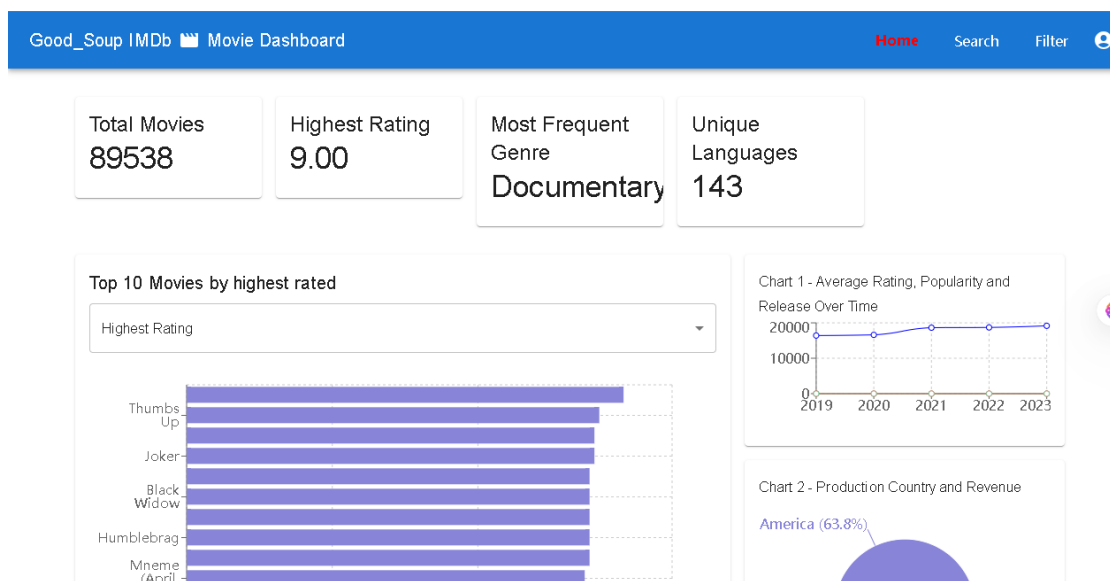 Good_Soup IMDb 🎬 Movie Dashboard
Home
Search
Filter
Total Movies
89538
Highest Rating
9.00
Most Frequent
Genre
Documentary
Unique
Languages
143
Top 10 Movies by highest rated
Highest Rating
Thumbs
Up
Joker
Black
Widow
Humblebrag
Mneme
(April
Chart 1 - Average Rating, Popularity and
Release Over Time
20000
10000
0
2019 2020 2021 2022 2023
Chart 2 - Production Country and Revenue
America (63.8%)